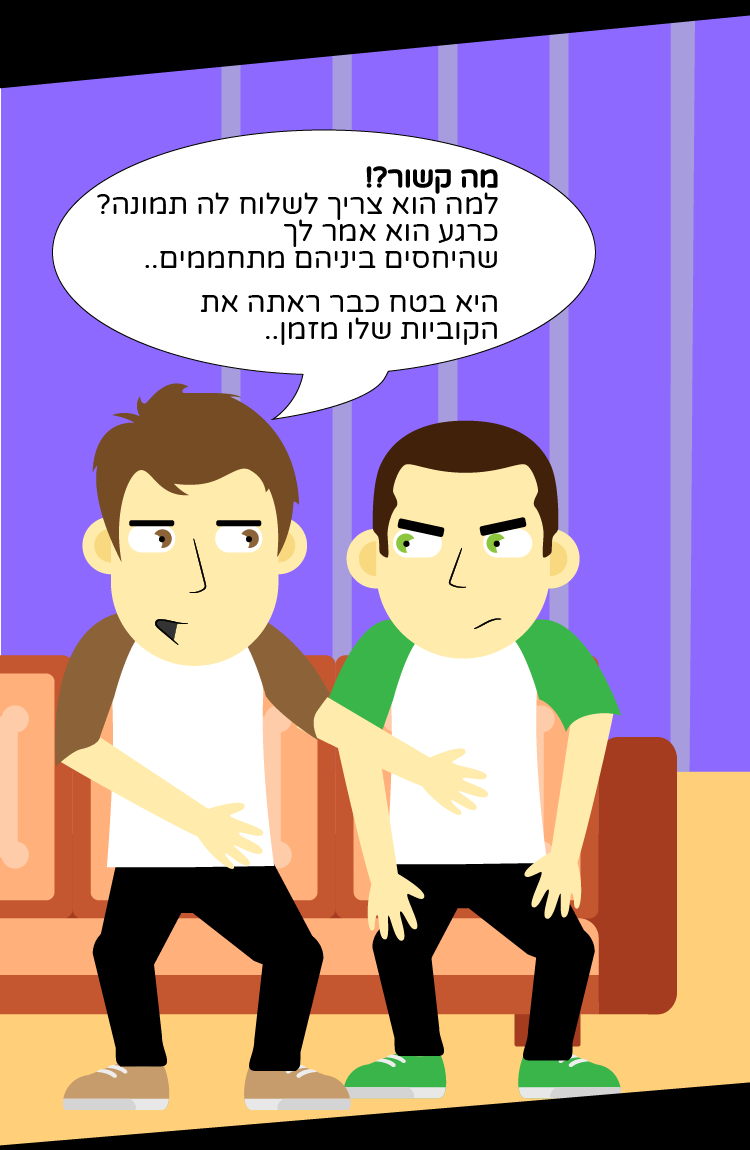 מה קשור?!
למה הוא צריך לשלוח לה תמונה?
כרגע הוא אמר לך
שהיחסים ביניהם מתחממים..
היא בטח כבר ראתה את
הקוביות שלו מזמן..